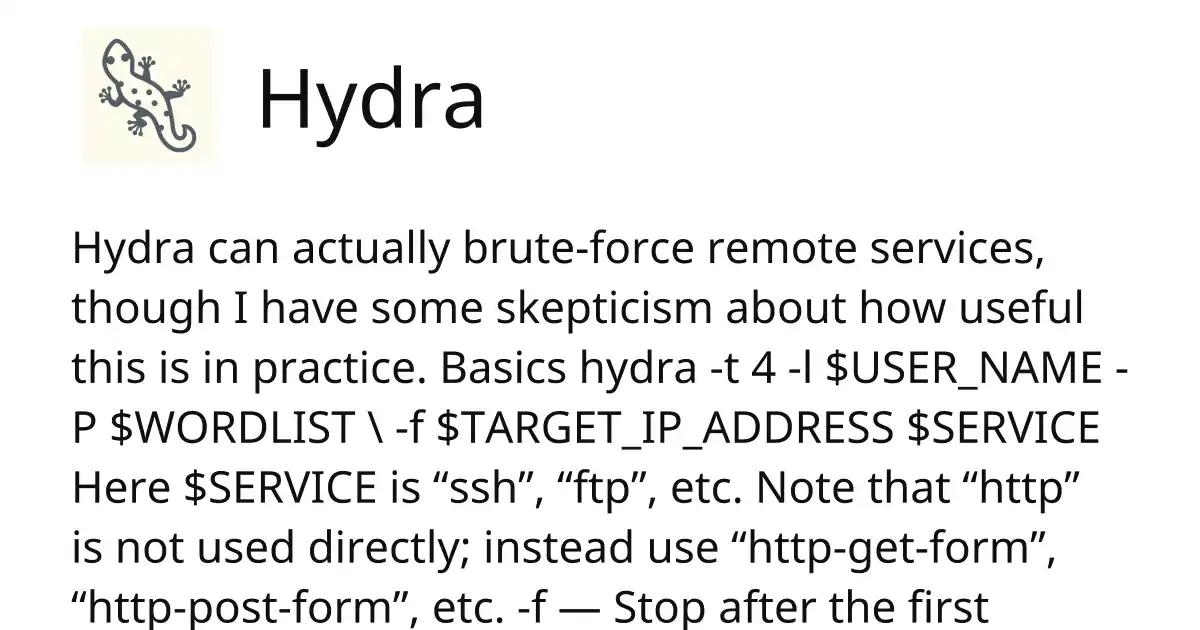 Hydra
Hydra can actually brute-force remote services,
though I have some skepticism about how useful
this is in practice. Basics hydra -t 4 -l $USER_NAME -
P $WORDLIST \ -f $TARGET_IP_ADDRESS $SERVICE
Here $SERVICE is “ssh”, “ftp”, etc. Note that “http”
is not used directly; instead use “http-get-form”,
“http-post-form”, etc. -f — Stop after the first